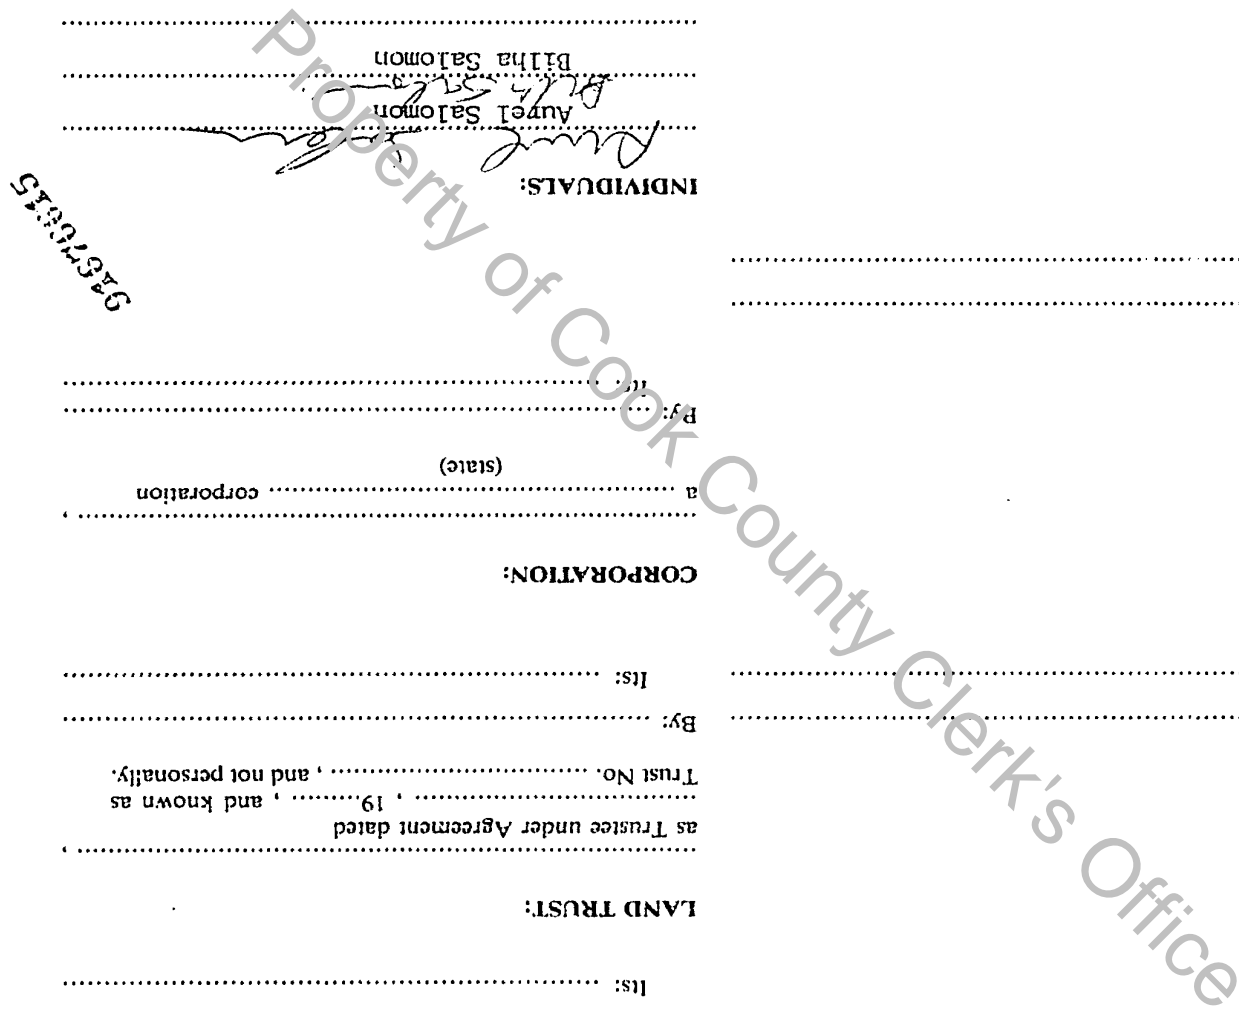 Its: ........................................
LAND TRUST:
........................................ ,
as Trustee under Agreement dated
........................................ , 19......... , and known as
Trust No. ........................................ , and not personally.
By: ........................................
Its: ........................................
CORPORATION:
........................................ ,
a ........................................ corporation
(state)
By: ........................................
Its: ........................................
INDIVIDUALS:
Aurel Salomon
Bilha Salomon
Property of Cook County Clerk's Office